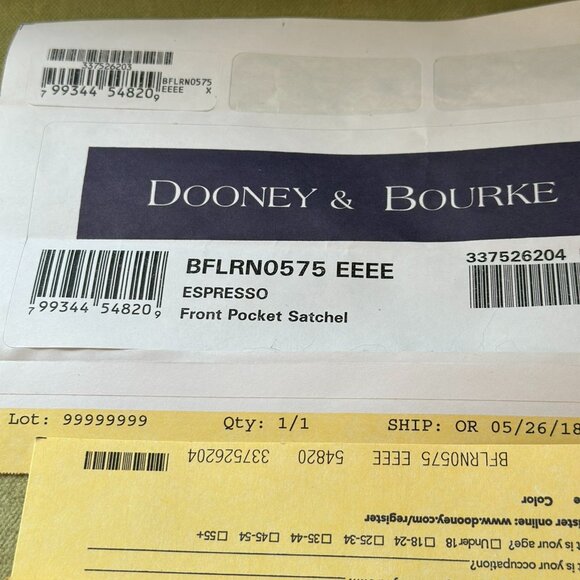 337526203
BFLRN0575
EEEE X
7 99344 54820 9
DOONEY & BOURKE
BFLRN0575 EEEE
337526204
ESPRESSO
Front Pocket Satchel
7 99344 54820 9
Lot: 99999999 Qty: 1/1 SHIP: OR 05/26/18
BFLRN0575 EEEE 54820 337526204
Color
online: www.dooney.com/register
is your age? ☐ Under 18 ☐ 18-24 ☐ 25-34 ☐ 35-44 ☐ 45-54 ☐ 55+
is your occupation?